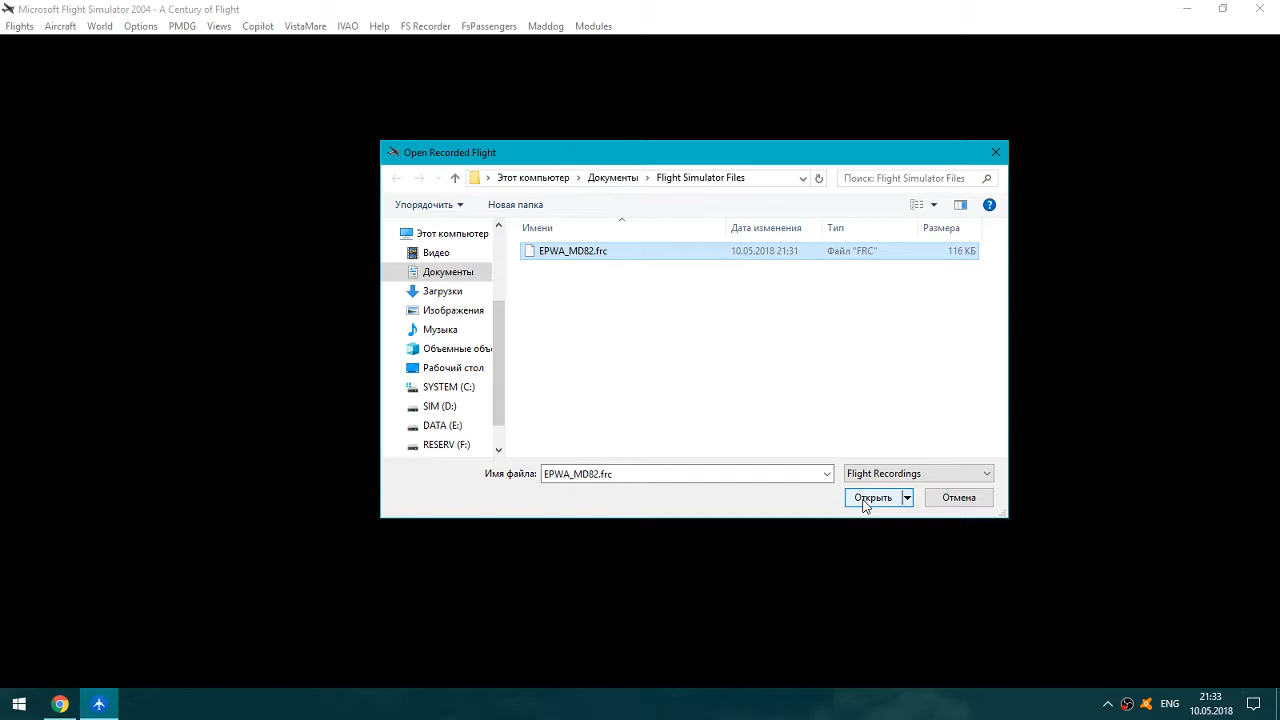 Microsoft Flight Simulator 2004 - A Century of Flight
Flights Aircraft World Options PMDG Views Copilot VistaMare IVAO Help FS Recorder FsPassengers Maddog Modules
Open Recorded Flight
Этот компьютер Документы Flight Simulator Files Поиск: Flight Simulator Files
Упорядочить Новая папка
Имени Дата изменения Тип Размера
EPWA_MD82.frc 10.05.2018 21:31 Файл "FRC" 116 КБ
Этот компьютер
Видео
Документы
Загрузки
Изображения
Музыка
Объемные объ
Рабочий стол
SYSTEM (C:)
SIM (D:)
DATA (E:)
RESERV (F:)
Имя файла: EPWA_MD82.frc Flight Recordings
Открыть Отмена
ENG 21:33
10.05.2018